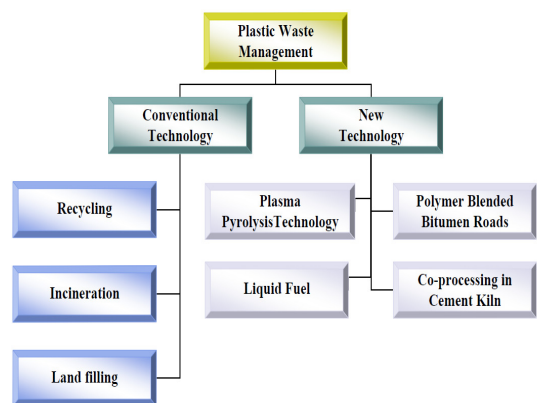 Plastic Waste
Management
Conventional
Technology
New
Technology
Recycling
Incineration
Land filling
Plasma
PyrolysisTechnology
Polymer Blended
Bitumen Roads
Liquid Fuel
Co-processing in
Cement Kiln